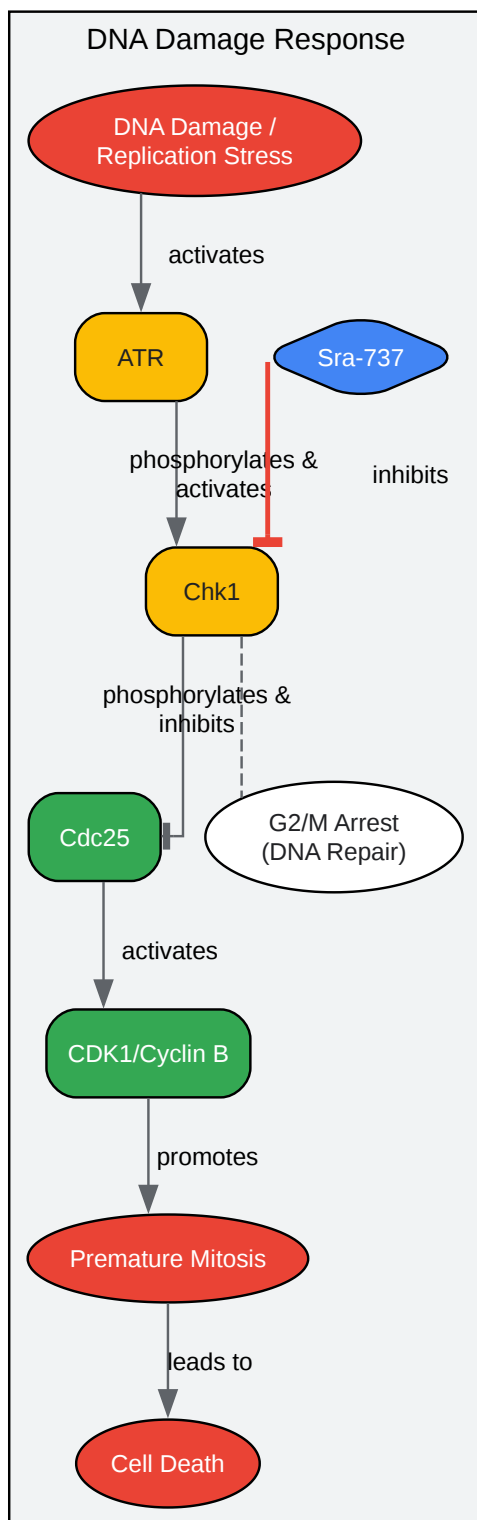 DNA Damage Response
DNA Damage /
Replication Stress
activates
ATR
Sra-737
phosphorylates &
activates
inhibits
Chk1
phosphorylates &
inhibits
Cdc25
G2/M Arrest
(DNA Repair)
activates
CDK1/Cyclin B
promotes
Premature Mitosis
leads to
Cell Death